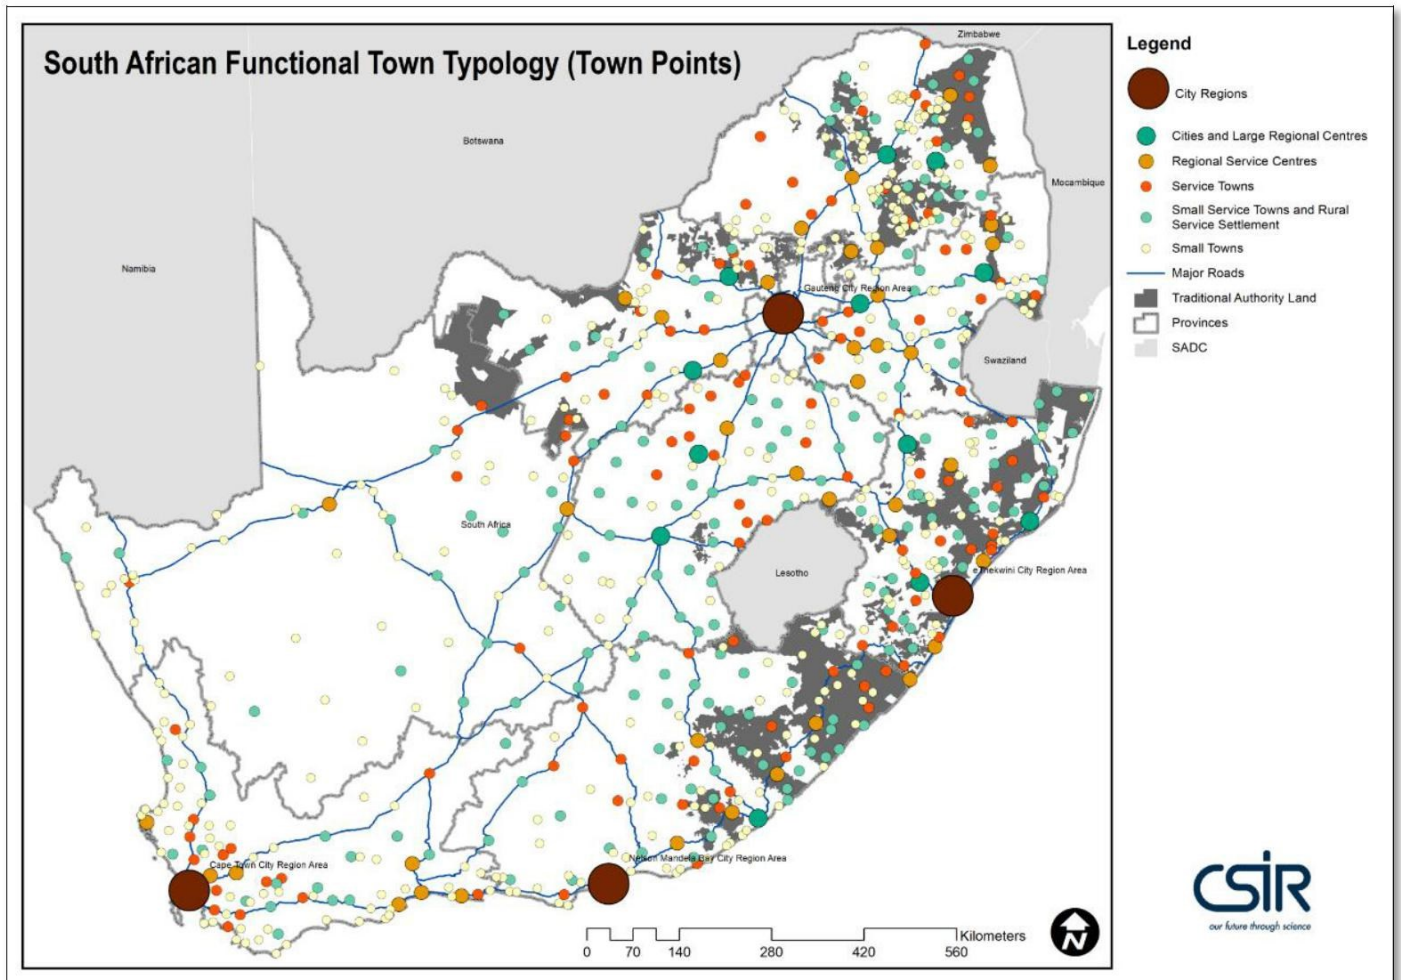 South African Functional Town Typology (Town Points)
Zimbabwe
Botswana
Mocambique
Namibia
Gauteng City Region Area
Swaziland
South Africa
Lesotho
eThekwini City Region Area
Cape Town City Region Area
Nelson Mandela Bay City Region Area
Kilometers
0 70 140 280 420 560
N
Legend
City Regions
Cities and Large Regional Centres
Regional Service Centres
Service Towns
Small Service Towns and Rural
Service Settlement
Small Towns
Major Roads
Traditional Authority Land
Provinces
SADC
CSIR
our future through science